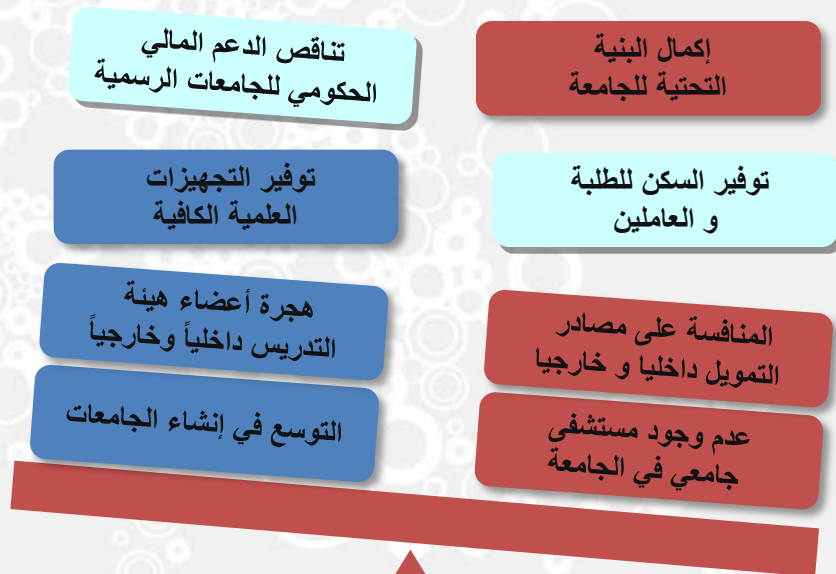 إكمال البنية
التحتية للجامعة
تناقص الدعم المالي
الحكومي للجامعات الرسمية
توفير السكن للطلبة
و العاملين
توفير التجهيزات
العلمية الكافية
المنافسة على مصادر
التمويل داخليا و خارجيا
هجرة أعضاء هيئة
التدريس داخلياً وخارجياً
عدم وجود مستشفى
جامعي في الجامعة
التوسع في إنشاء الجامعات